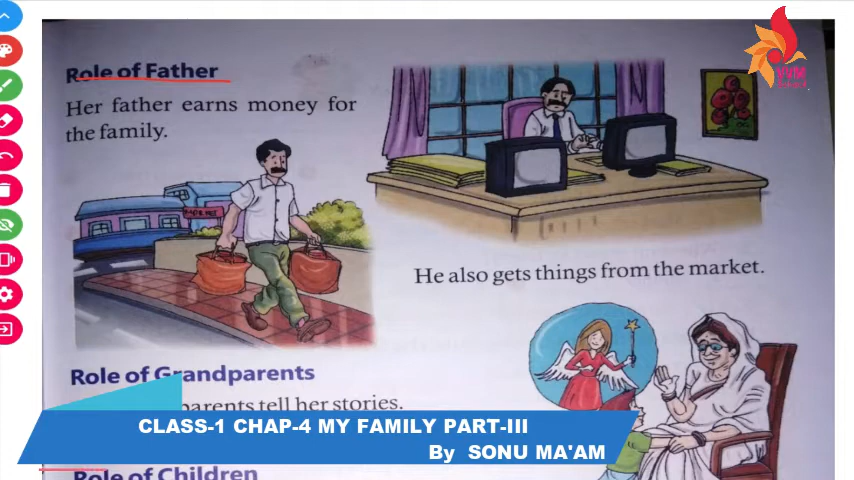 Role of Father
Her father earns money for
the family.
MARKET
He also gets things from the market.
Role of Grandparents
parents tell her stories.
CLASS-1 CHAP-4 MY FAMILY PART-III
By SONU MA'AM
Role of Children